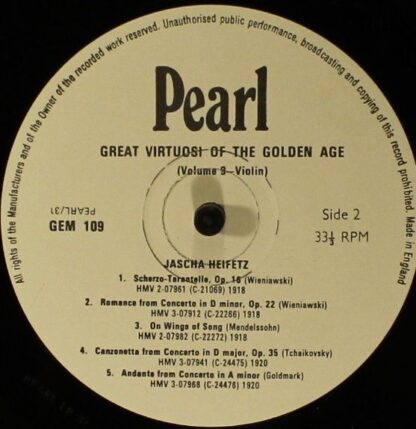 All rights of the Manufacturers and of the Owner of the recorded work reserved. Unauthorised public performance, broadcasting and copying of this record prohibited. Made in England
Pearl
GREAT VIRTUOSI OF THE GOLDEN AGE
(Volume 9–Violin)
PEARL/31
GEM 109
Side 2
33⅓ RPM
JASCHA HEIFETZ
1. Scherzo-Tarantelle, Op. 16 (Wieniawski)
HMV 2-07961 (C-21069) 1918
2. Romance from Concerto in D minor, Op. 22 (Wieniawski)
HMV 3-07912 (C-22266) 1918
3. On Wings of Song (Mendelssohn)
HMV 2-07982 (C-22272) 1918
4. Canzonetta from Concerto in D major, Op. 35 (Tchaikovsky)
HMV 3-07941 (C-24475) 1920
5. Andante from Concerto in A minor (Goldmark)
HMV 3-07968 (C-24476) 1920